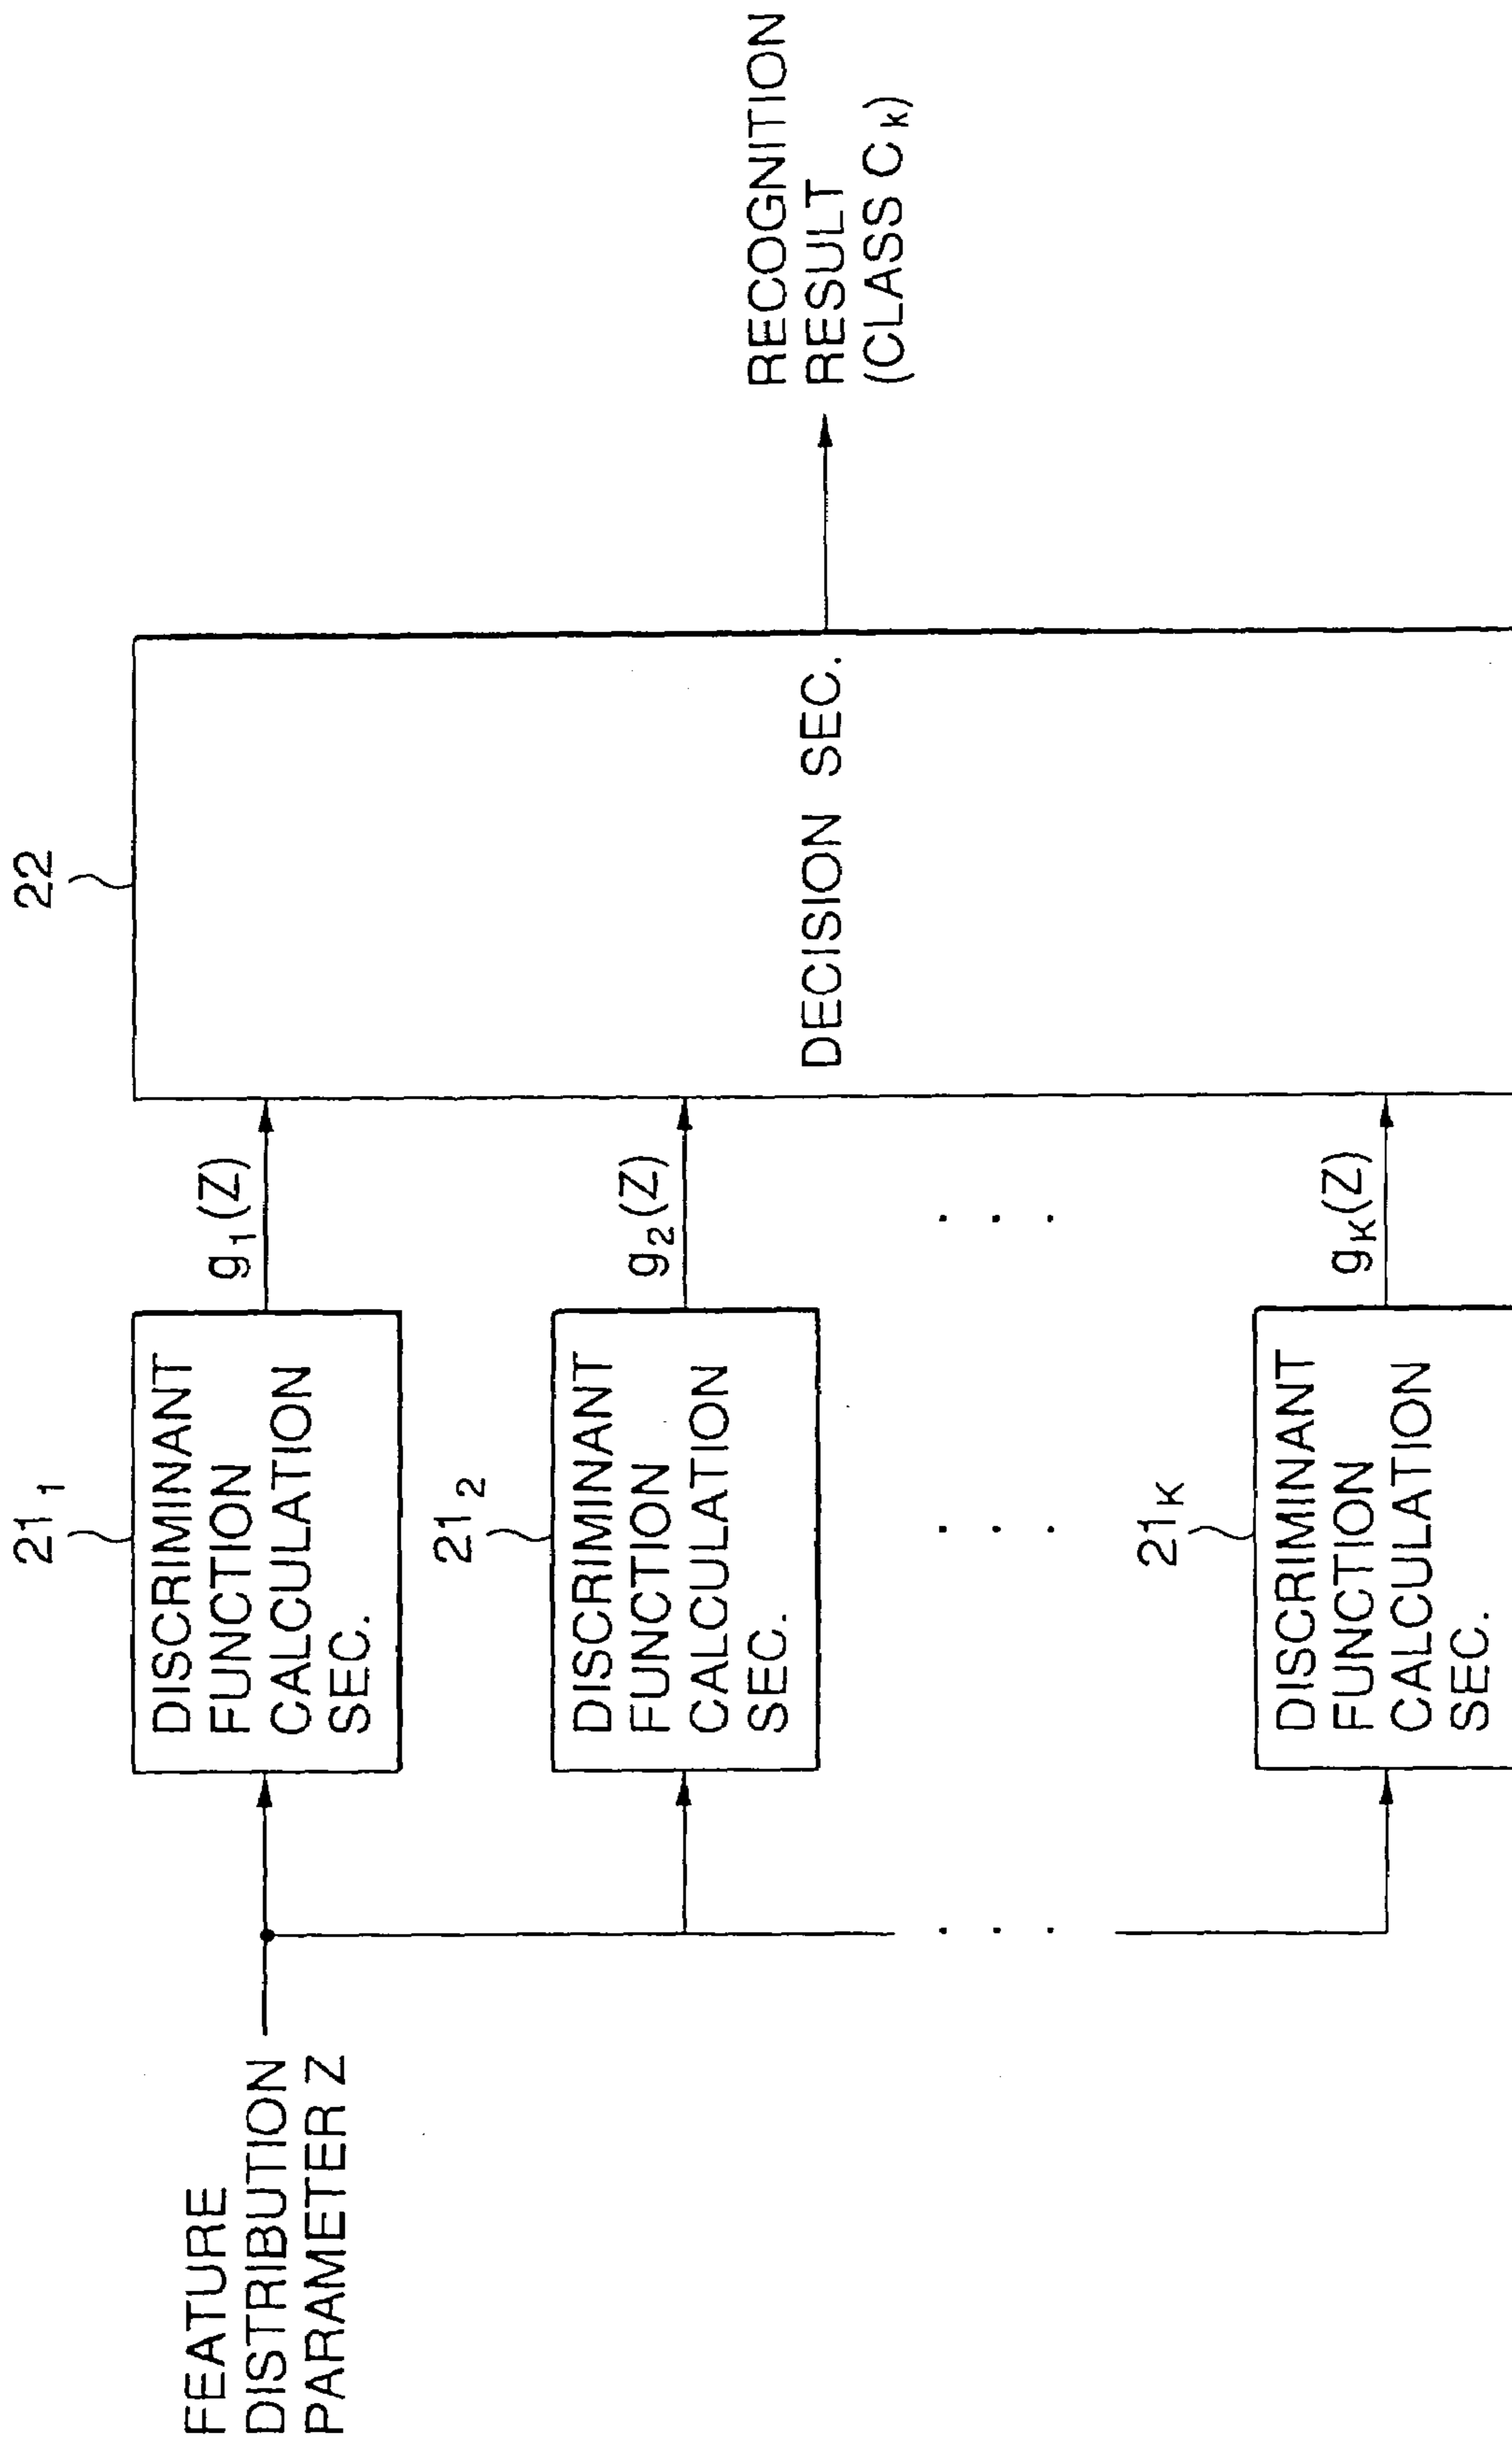 FEATURE
DISTRIBUTION
PARAMETER Z
21₁
DISCRIMINANT
FUNCTION
CALCULATION
SEC.
g₁(Z)
21₂
DISCRIMINANT
FUNCTION
CALCULATION
SEC.
g₂(Z)
. . .
. . .
. . .
21K
DISCRIMINANT
FUNCTION
CALCULATION
SEC.
gK(Z)
22
DECISION SEC.
RECOGNITION
RESULT
(CLASS Ck)